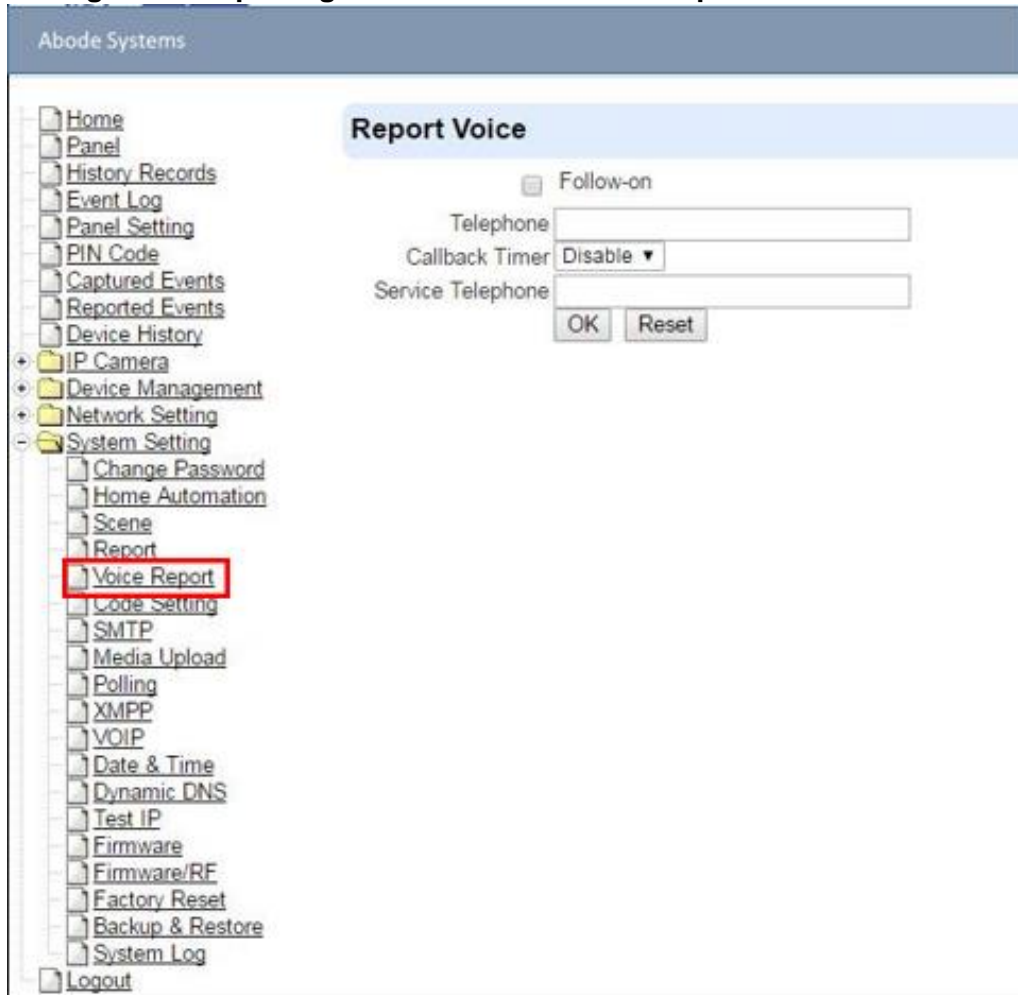 Abode Systems
Home
Panel
History Records
Event Log
Panel Setting
PIN Code
Captured Events
Reported Events
Device History
IP Camera
Device Management
Network Setting
System Setting
Change Password
Home Automation
Scene
Report
Voice Report
Code Setting
SMTP
Media Upload
Polling
XMPP
VOIP
Date & Time
Dynamic DNS
Test IP
Firmware
Firmware/RF
Factory Reset
Backup & Restore
System Log
Logout
Report Voice
Follow-on
Telephone
Callback Timer Disable
Service Telephone
OK Reset